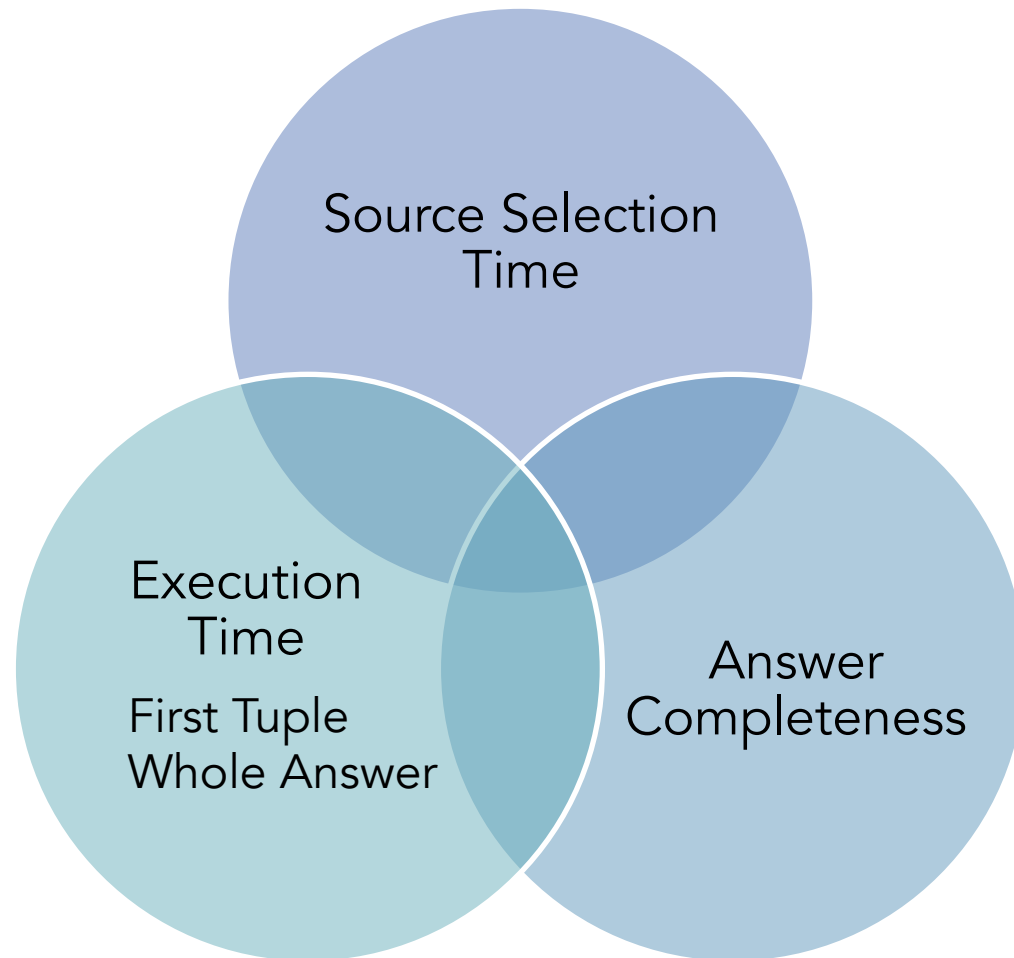 Source Selection
Time
Execution
Time
First Tuple
Whole Answer
Answer
Completeness